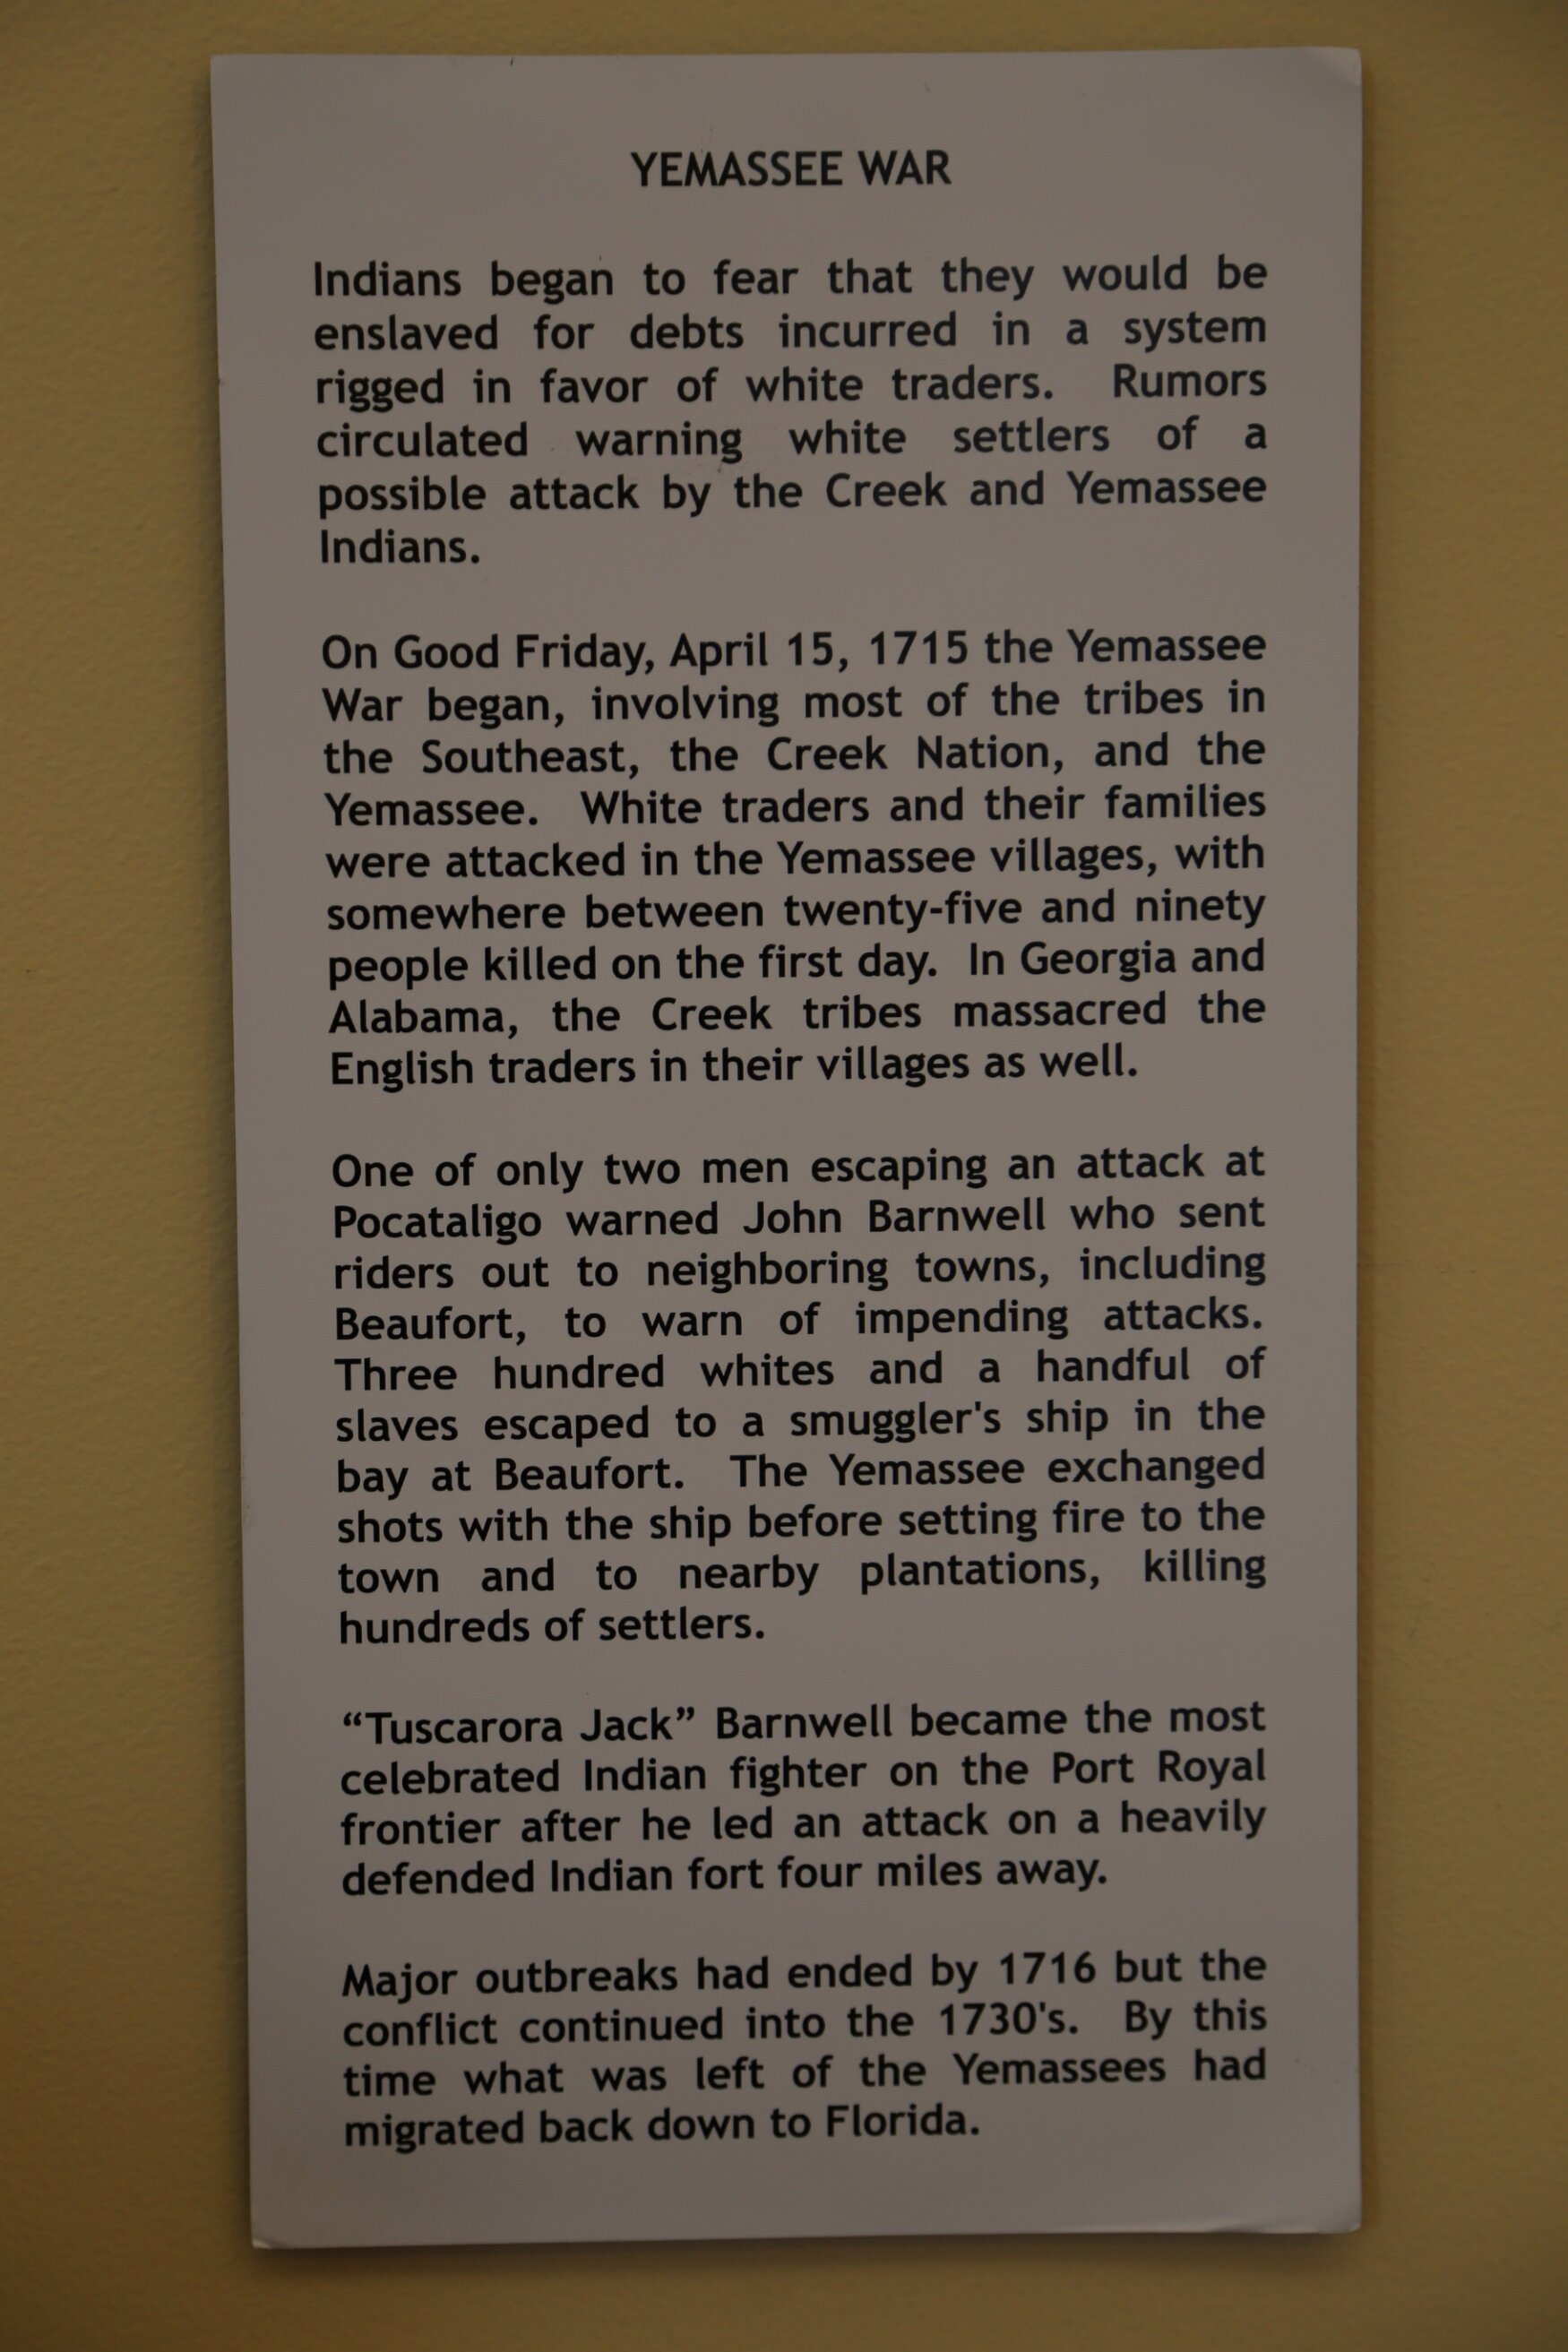 YEMASSEE WAR
Indians began to fear that they would be
enslaved for debts incurred in a system
rigged in favor of white traders. Rumors
circulated warning white settlers of a
possible attack by the Creek and Yemassee
Indians.
On Good Friday, April 15, 1715 the Yemassee
War began, involving most of the tribes in
the Southeast, the Creek Nation, and the
Yemassee. White traders and their families
were attacked in the Yemassee villages, with
somewhere between twenty-five and ninety
people killed on the first day. In Georgia and
Alabama, the Creek tribes massacred the
English traders in their villages as well.
One of only two men escaping an attack at
Pocataligo warned John Barnwell who sent
riders out to neighboring towns, including
Beaufort, to warn of impending attacks.
Three hundred whites and a handful of
slaves escaped to a smuggler's ship in the
bay at Beaufort. The Yemassee exchanged
shots with the ship before setting fire to the
town and to nearby plantations, killing
hundreds of settlers.
“Tuscarora Jack” Barnwell became the most
celebrated Indian fighter on the Port Royal
frontier after he led an attack on a heavily
defended Indian fort four miles away.
Major outbreaks had ended by 1716 but the
conflict continued into the 1730's. By this
time what was left of the Yemassees had
migrated back down to Florida.